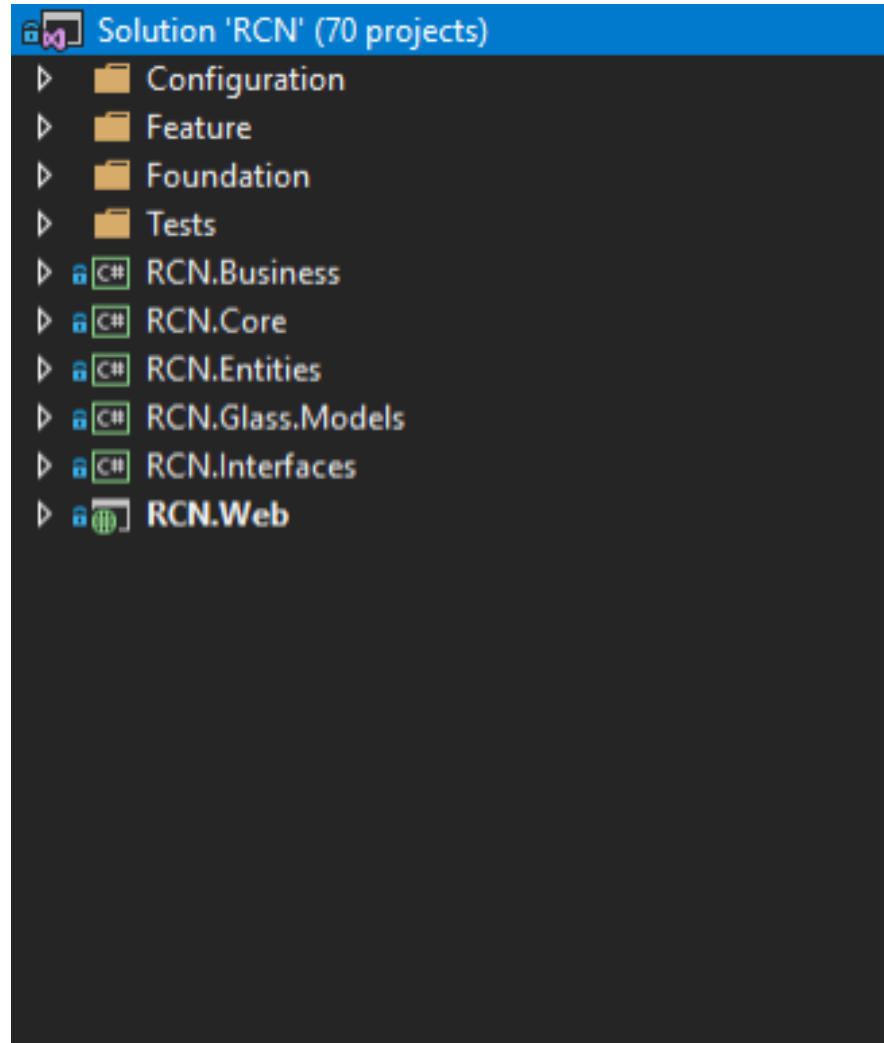 Solution 'RCN' (70 projects)
Configuration
Feature
Foundation
Tests
C# RCN.Business
C# RCN.Core
C# RCN.Entities
C# RCN.Glass.Models
C# RCN.Interfaces
RCN.Web